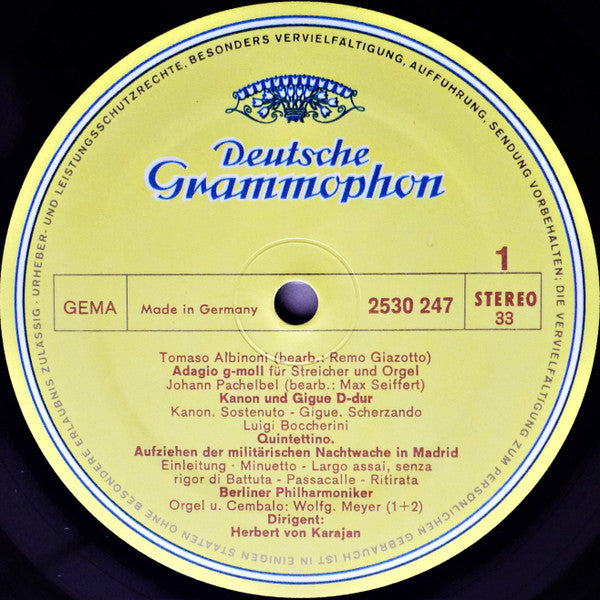 URHEBER- UND LEISTUNGSSCHUTZRECHTE, BESONDERS VERVIELFÄLTIGUNG, AUFFÜHRUNG, SENDUNG VORBEHALTEN; DIE VERVIELFÄLTIGUNG ZUM PERSÖNLICHEN GEBRAUCH IST IN EINIGEN STAATEN OHNE BESONDERE ERLAUBNIS ZULÄSSIG ·
Deutsche
Grammophon
1
GEMA
Made in Germany
2530 247
STEREO
33
Tomaso Albinoni (bearb.: Remo Giazotto)
Adagio g-moll für Streicher und Orgel
Johann Pachelbel (bearb.: Max Seiffert)
Kanon und Gigue D-dur
Kanon. Sostenuto - Gigue. Scherzando
Luigi Boccherini
Quintettino.
Aufziehen der militärischen Nachtwache in Madrid
Einleitung · Minuetto - Largo assai, senza
rigor di Battuta - Passacalle - Ritirata
Berliner Philharmoniker
Orgel u. Cembalo: Wolfg. Meyer (1+2)
Dirigent:
Herbert von Karajan